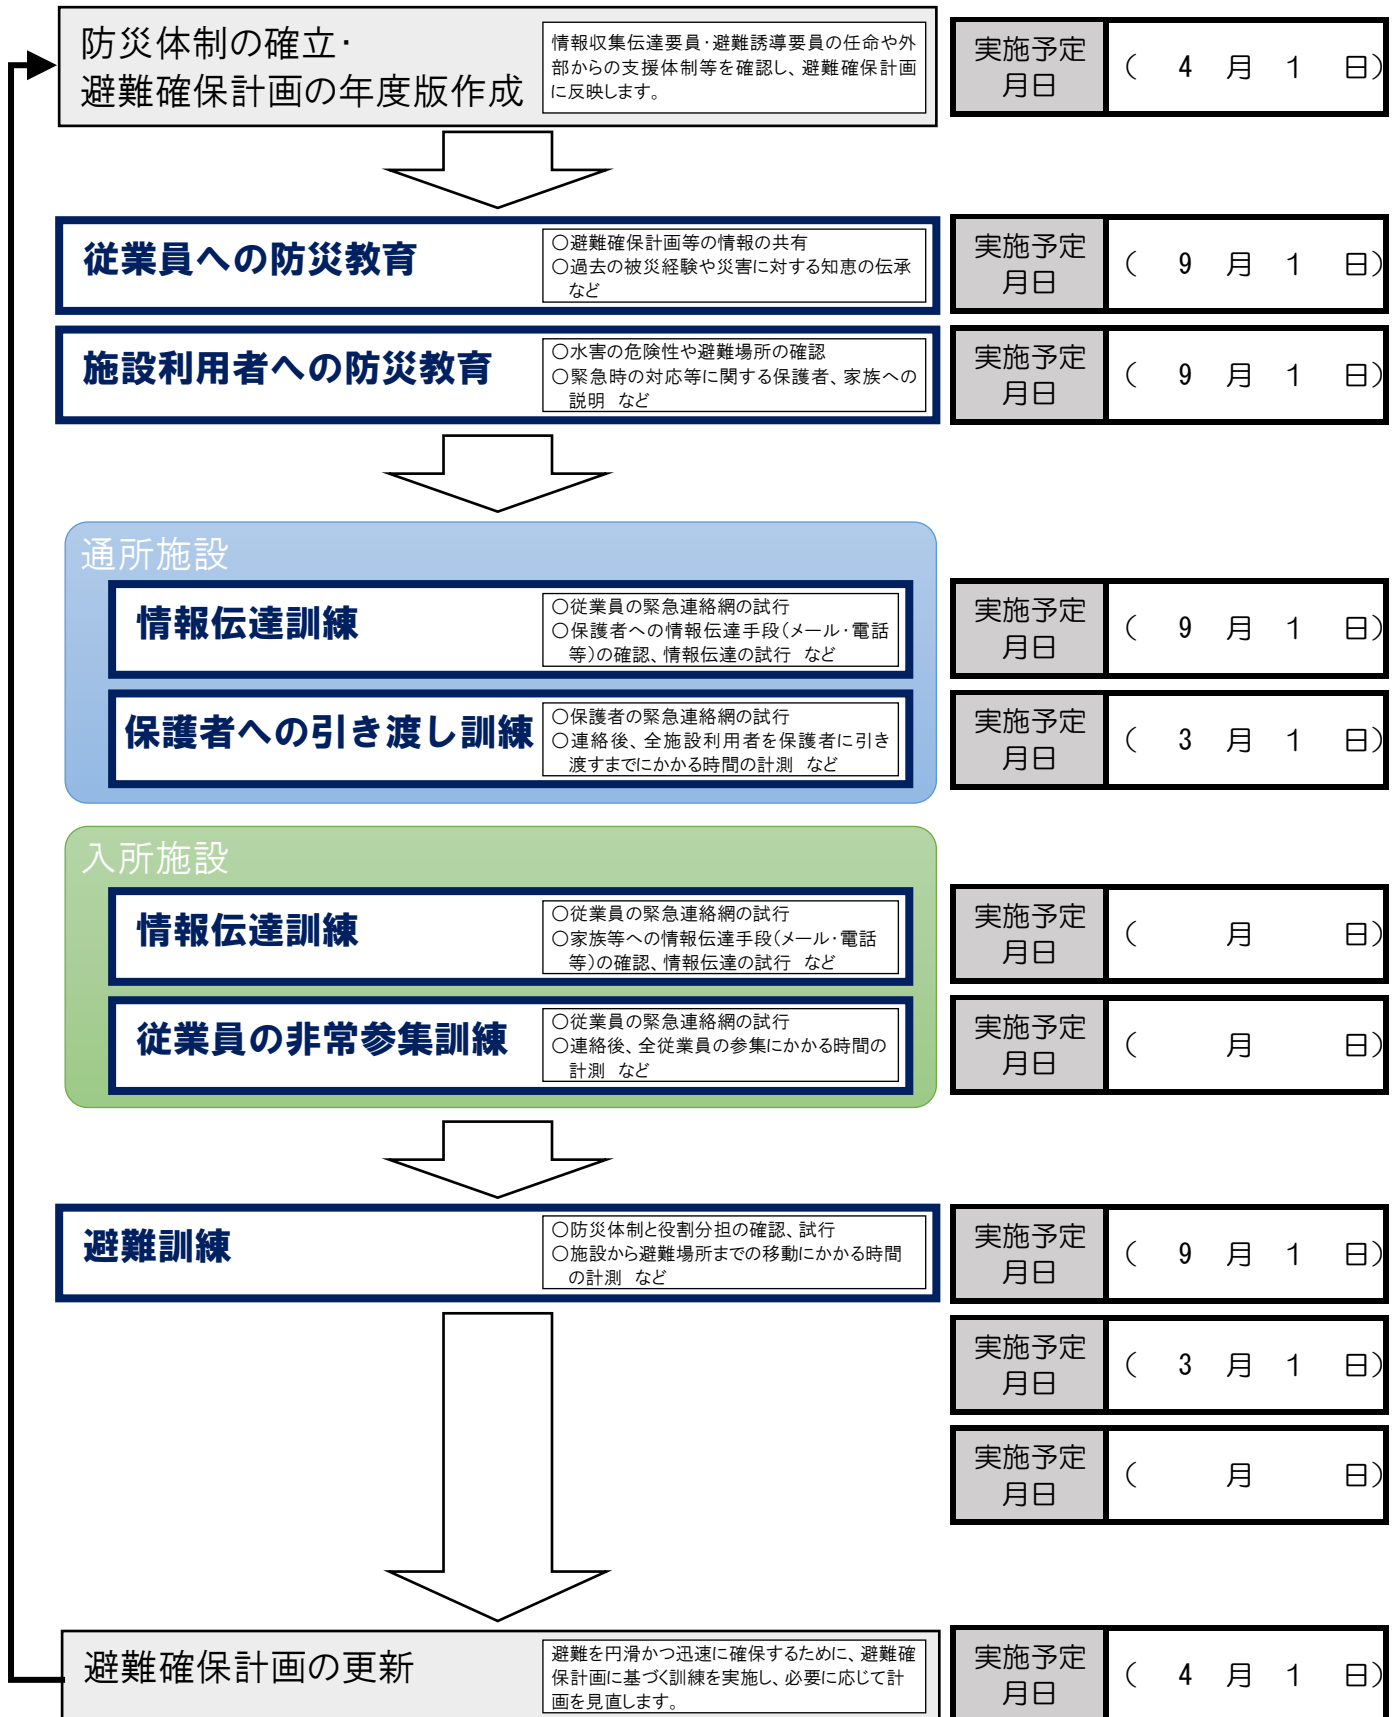 防災体制の確立・
避難確保計画の年度版作成
情報収集伝達要員・避難誘導要員の任命や外
部からの支援体制等を確認し、避難確保計画
に反映します。
実施予定
月日
（　4　月　1　日）
従業員への防災教育
○避難確保計画等の情報の共有
○過去の被災経験や災害に対する知恵の伝承
など
実施予定
月日
（　9　月　1　日）
施設利用者への防災教育
○水害の危険性や避難場所の確認
○緊急時の対応等に関する保護者、家族への
説明　など
実施予定
月日
（　9　月　1　日）
通所施設
情報伝達訓練
○従業員の緊急連絡網の試行
○保護者への情報伝達手段（メール・電話
等）の確認、情報伝達の試行　など
実施予定
月日
（　9　月　1　日）
保護者への引き渡し訓練
○保護者の緊急連絡網の試行
○連絡後、全施設利用者を保護者に引き
渡すまでにかかる時間の計測　など
実施予定
月日
（　3　月　1　日）
入所施設
情報伝達訓練
○従業員の緊急連絡網の試行
○家族等への情報伝達手段（メール・電話
等）の確認、情報伝達の試行　など
実施予定
月日
（　　月　　日）
従業員の非常参集訓練
○従業員の緊急連絡網の試行
○連絡後、全従業員の参集にかかる時間の
計測　など
実施予定
月日
（　　月　　日）
避難訓練
○防災体制と役割分担の確認、試行
○施設から避難場所までの移動にかかる時間
の計測　など
実施予定
月日
（　9　月　1　日）
実施予定
月日
（　3　月　1　日）
実施予定
月日
（　　月　　日）
避難確保計画の更新
避難を円滑かつ迅速に確保するために、避難確
保計画に基づく訓練を実施し、必要に応じて計
画を見直します。
実施予定
月日
（　4　月　1　日）